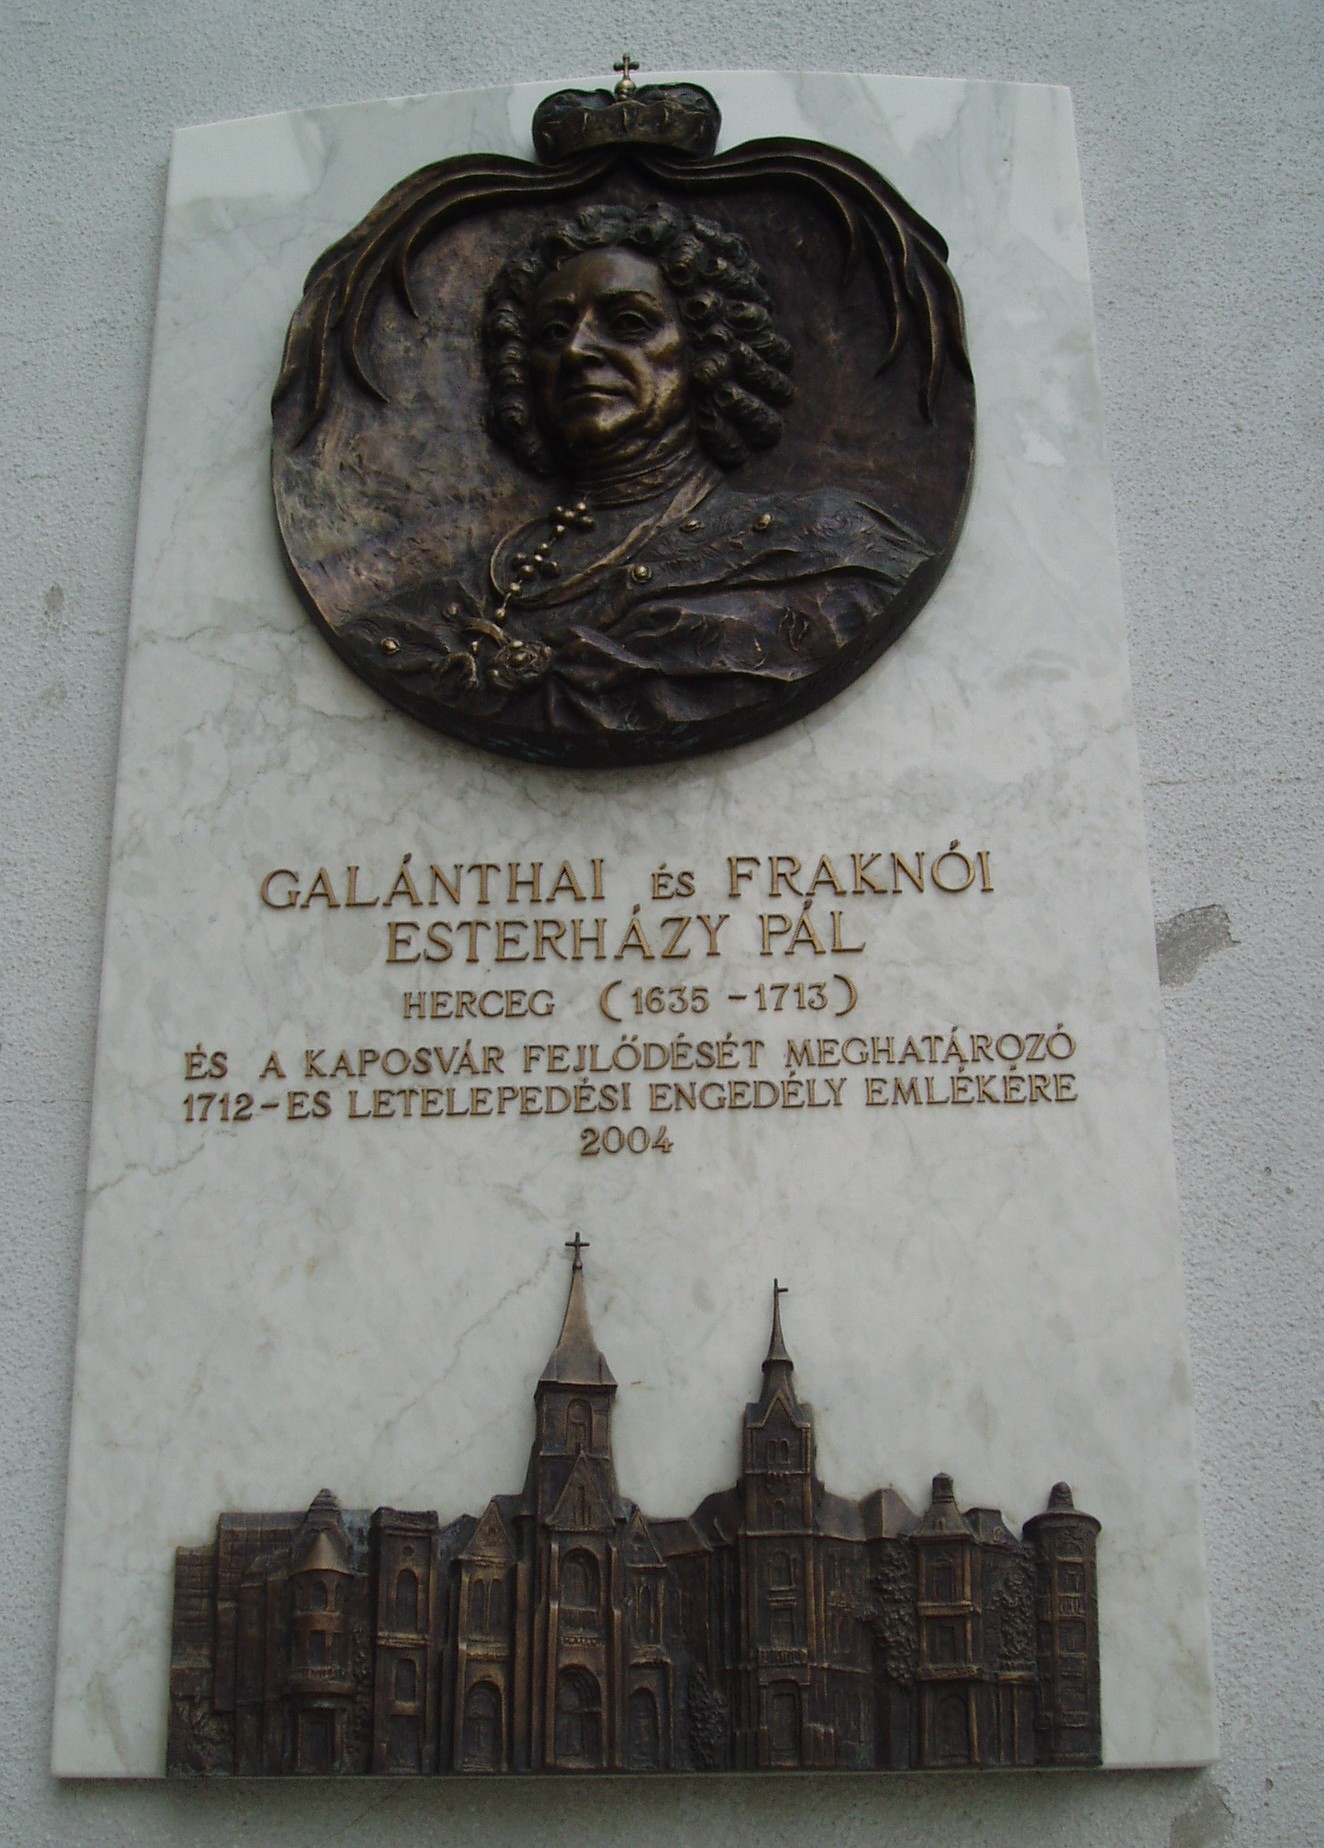 GALÁNTHAI ÉS FRAKNÓI
ESTERHÁZY PÁL
HERCEG (1635 - 1713)
ÉS A KAPOSVÁR FEJLŐDÉSÉT MEGHATÁROZÓ
1712-ES LETELEPEDÉSI ENGEDÉLY EMLÉKÉRE
2004